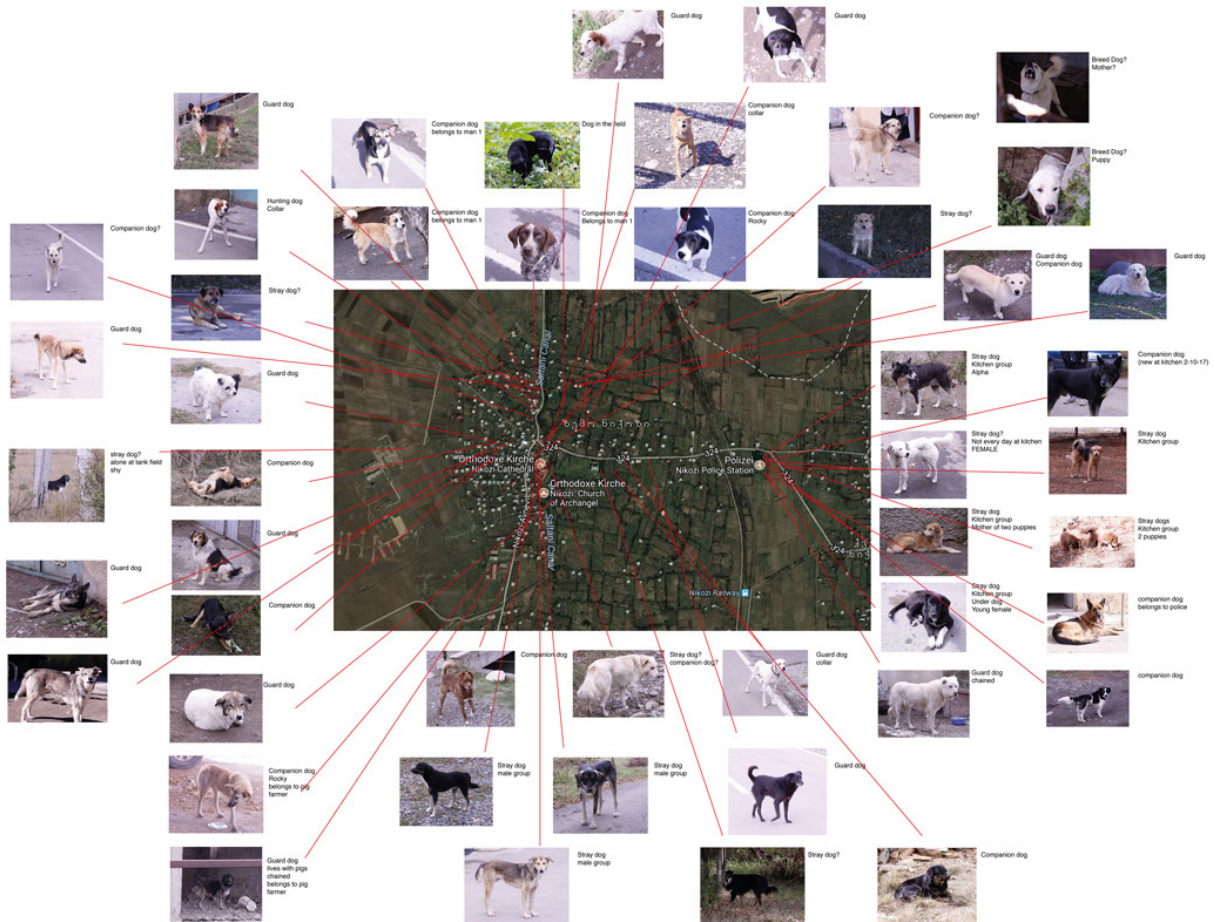 Guard dog
Guard dog
Breed Dog?
Mother?
Guard dog
Companion dog
belongs to man 1
Dog in the field
Companion dog
collar
Companion dog?
Breed Dog?
Puppy
Hunting dog
Collar
Companion dog
belongs to man 1
Companion dog
Belongs to man 1
Companion dog
Rocky
Stray dog?
Companion dog?
Guard dog
Companion dog
Guard dog
Stray dog?
Guard dog
Guard dog
Stray dog
Kitchen group
Alpha
Companion dog
(new at kitchen 2-10-17)
stray dog?
alone at tank field
shy
Companion dog
Stray dog?
Not every day at kitchen
FEMALE
Stray dog
Kitchen group
Guard dog
Stray dog
Kitchen group
Mother of two puppies
Stray dogs
Kitchen group
2 puppies
Guard dog
Companion dog
Stray dog
Kitchen group
Under dog
Young female
companion dog
belongs to police
Guard dog
Guard dog
Companion dog
Stray dog?
companion dog?
Guard dog
collar
Guard dog
chained
companion dog
Companion dog
Rocky
belongs to pig
farmer
Stray dog
male group
Stray dog
male group
Guard dog
Guard dog
lives with pigs
chained
belongs to pig
farmer
Stray dog
male group
Stray dog?
Companion dog
Saltani Canal
324
Orthodoxe Kirche
Nikozi Cathedral
324
324
Polizei
Nikozi Police Station
Orthodoxe Kirche
Nikozi. Church
of Archangel
324
Saltani Canal
324
Nikozi Railway